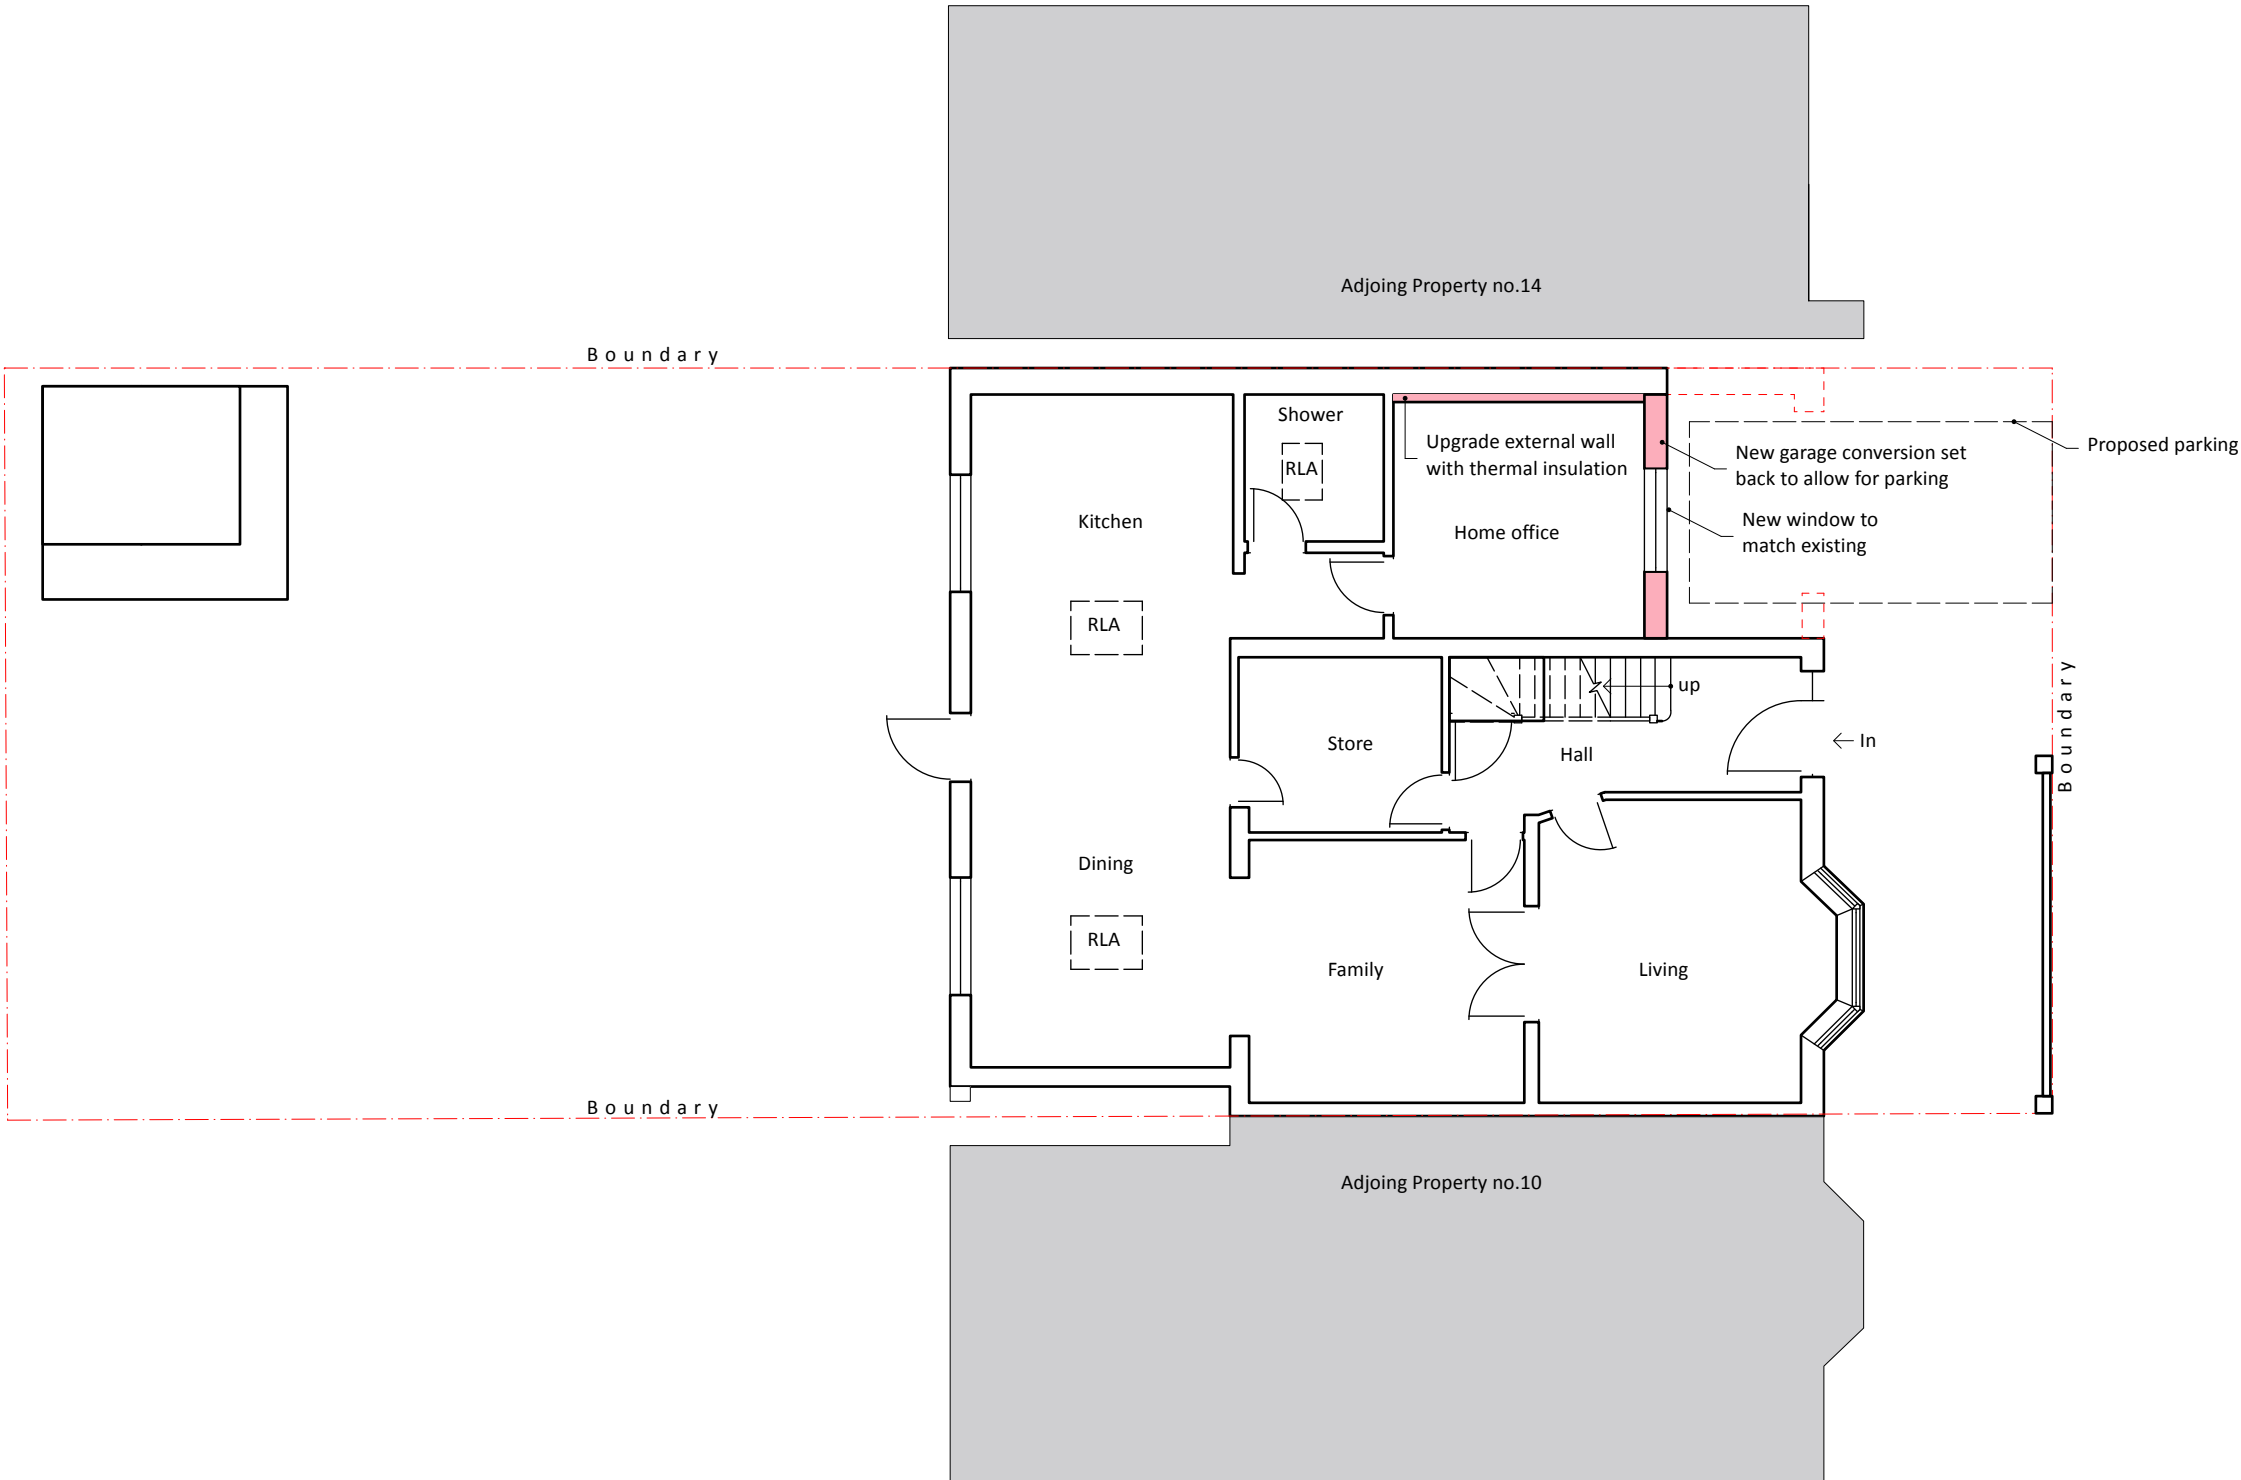 Adjoing Property no.14
Boundary
Shower
RLA
Upgrade external wall
with thermal insulation
New garage conversion set
back to allow for parking
Proposed parking
Kitchen
Home office
New window to
match existing
RLA
up
Boundary
Store
Hall
In
Dining
RLA
Family
Living
Boundary
Adjoing Property no.10